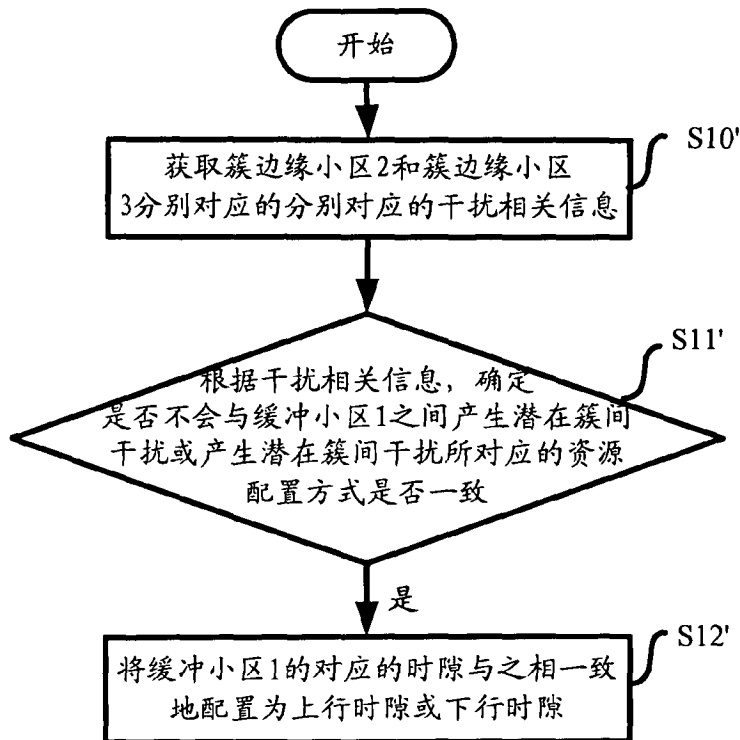 开始
S10'
获取簇边缘小区2和簇边缘小区
3分别对应的分别对应的干扰相关信息
S11'
根据干扰相关信息，确定
是否不会与缓冲小区1之间产生潜在簇间
干扰或产生潜在簇间干扰所对应的资源
配置方式是否一致
是
S12'
将缓冲小区1的对应的时隙与之相一致
地配置为上行时隙或下行时隙